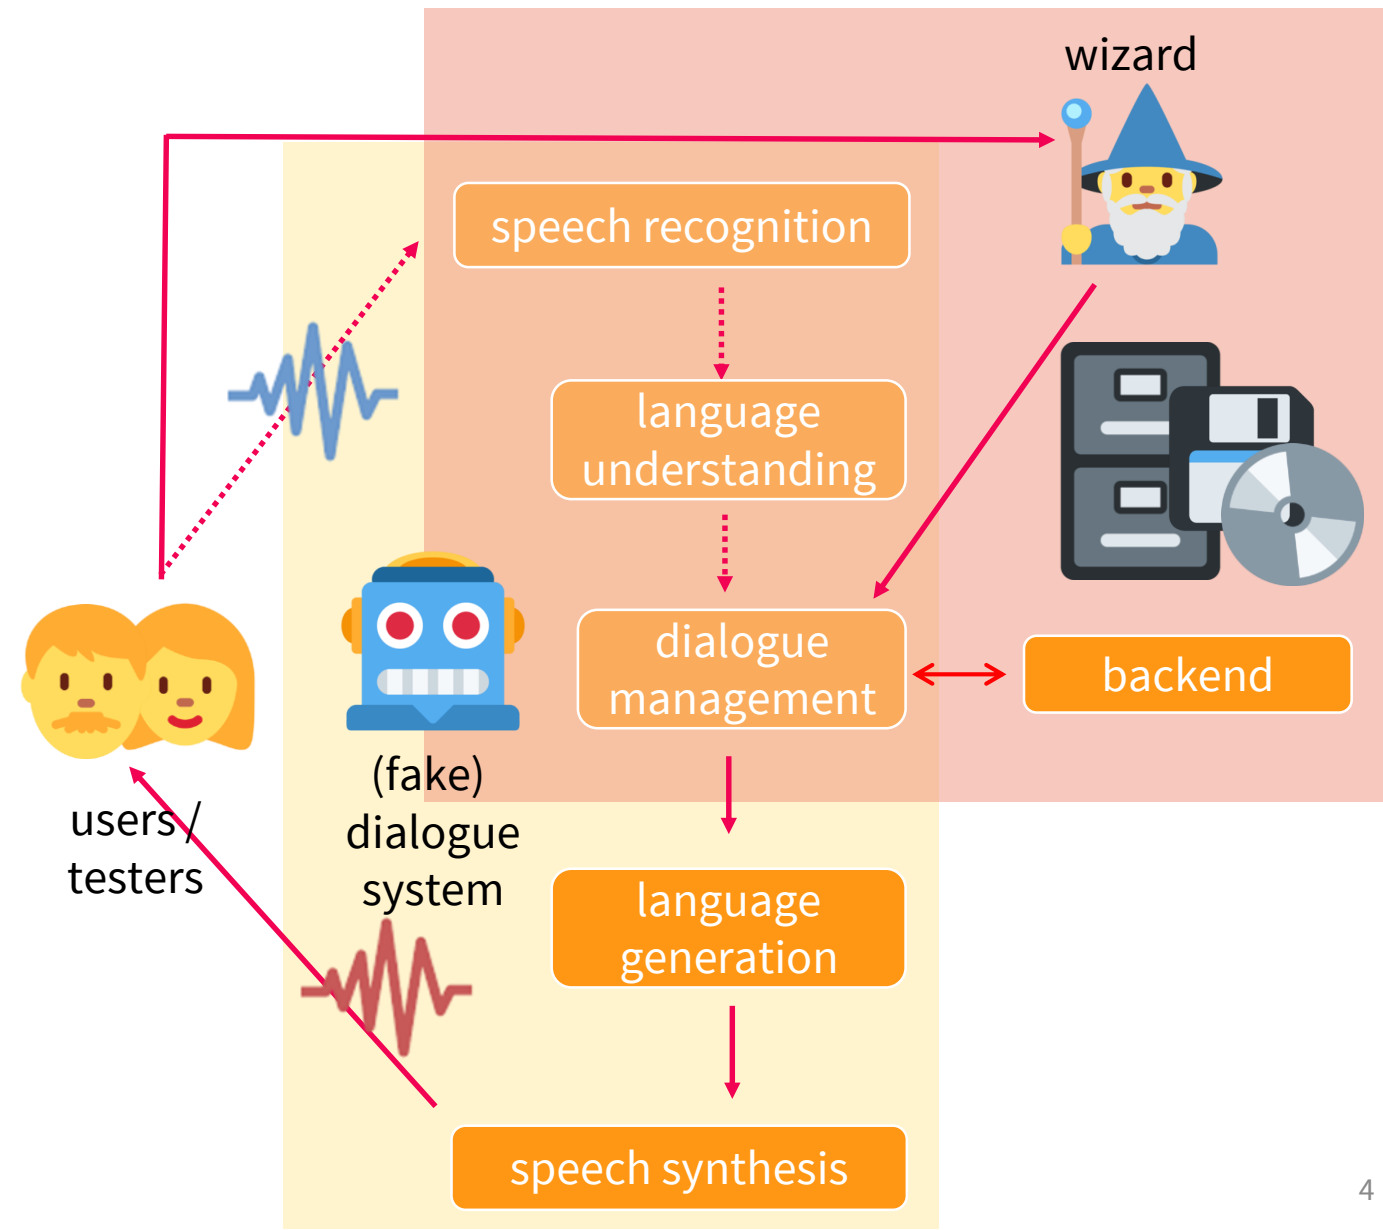 wizard
speech recognition
language
understanding
dialogue
management
backend
(fake)
dialogue
system
users /
testers
language
generation
speech synthesis
4